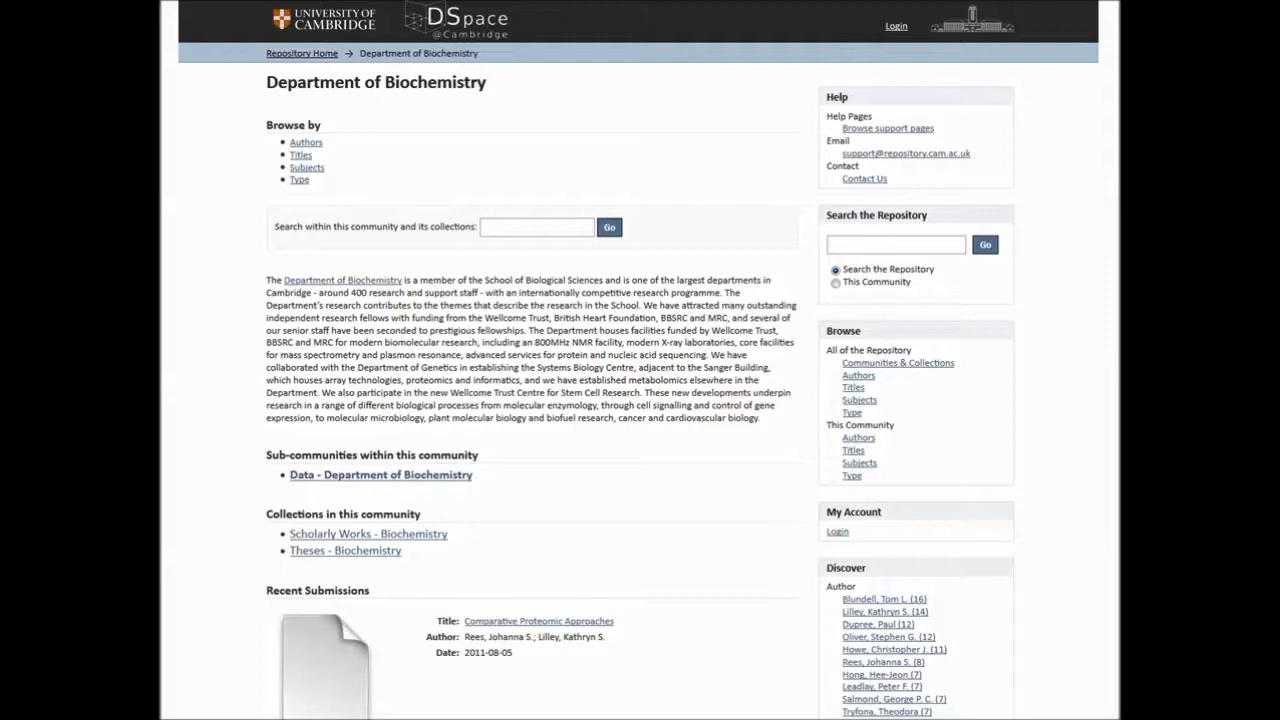 UNIVERSITY OF
CAMBRIDGE
DSpace
@Cambridge
Login
Repository Home → Department of Biochemistry
Department of Biochemistry
Browse by
• Authors
• Titles
• Subjects
• Type
Search within this community and its collections: Go
The Department of Biochemistry is a member of the School of Biological Sciences and is one of the largest departments in
Cambridge - around 400 research and support staff - with an internationally competitive research programme. The
Department's research contributes to the themes that describe the research in the School. We have attracted many outstanding
independent research fellows with funding from the Wellcome Trust, British Heart Foundation, BBSRC and MRC, and several of
our senior staff have been seconded to prestigious fellowships. The Department houses facilities funded by Wellcome Trust,
BBSRC and MRC for modern biomolecular research, including an 800MHz NMR facility, modern X-ray laboratories, core facilities
for mass spectrometry and plasmon resonance, advanced services for protein and nucleic acid sequencing. We have
collaborated with the Department of Genetics in establishing the Systems Biology Centre, adjacent to the Sanger Building,
which houses array technologies, proteomics and informatics, and we have established metabolomics elsewhere in the
Department. We also participate in the new Wellcome Trust Centre for Stem Cell Research. These new developments underpin
research in a range of different biological processes from molecular enzymology, through cell signalling and control of gene
expression, to molecular microbiology, plant molecular biology and biofuel research, cancer and cardiovascular biology.
Sub-communities within this community
• Data - Department of Biochemistry
Collections in this community
• Scholarly Works - Biochemistry
• Theses - Biochemistry
Recent Submissions
Title: Comparative Proteomic Approaches
Author: Rees, Johanna S.; Lilley, Kathryn S.
Date: 2011-08-05
Help
Help Pages
Browse support pages
Email
support@repository.cam.ac.uk
Contact
Contact Us
Search the Repository
Go
Search the Repository
This Community
Browse
All of the Repository
Communities & Collections
Authors
Titles
Subjects
Type
This Community
Authors
Titles
Subjects
Type
My Account
Login
Discover
Author
Blundell, Tom L. (16)
Lilley, Kathryn S. (14)
Dupree, Paul (12)
Oliver, Stephen G. (12)
Howe, Christopher J. (11)
Rees, Johanna S. (8)
Hong, Hee-Jeon (7)
Leadlay, Peter F. (7)
Salmond, George P. C. (7)
Tryfona, Theodora (7)